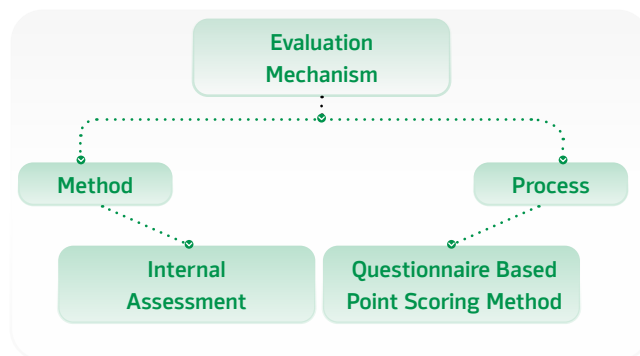 Evaluation
Mechanism
Method
Process
Internal
Assessment
Questionnaire Based
Point Scoring Method